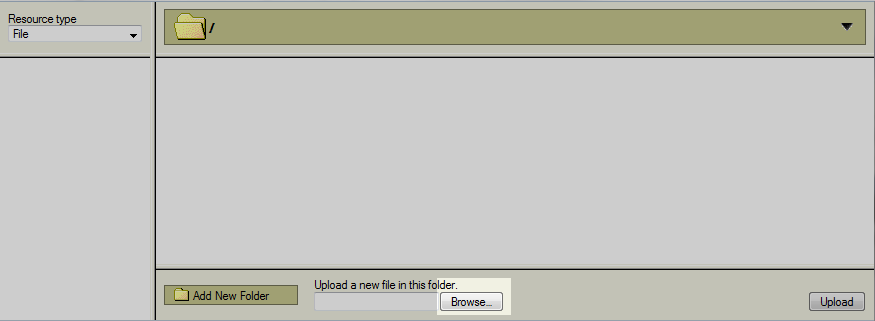 Resource type
File
/
Add New Folder
Upload a new file in this folder.
Browse...
Upload